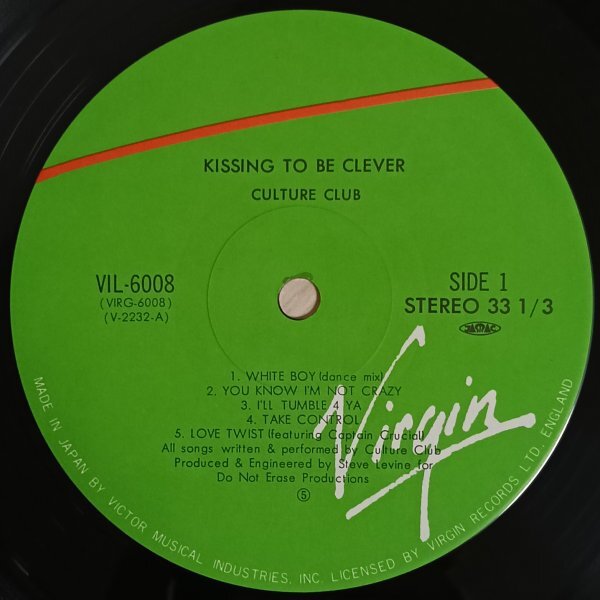 KISSING TO BE CLEVER
CULTURE CLUB
VIL-6008
(VIRG-6008)
(V-2232-A)
SIDE 1
STEREO 33 1/3
JASRAC
1. WHITE BOY (dance mix)
2. YOU KNOW I'M NOT CRAZY
3. I'LL TUMBLE 4 YA
4. TAKE CONTROL
5. LOVE TWIST (featuring Captain Crucial)
All songs written & performed by Culture Club
Produced & Engineered by Steve Levine for
Do Not Erase Productions
⑤
Virgin
MADE IN JAPAN BY VICTOR MUSICAL INDUSTRIES, INC. LICENSED BY VIRGIN RECORDS LTD. ENGLAND